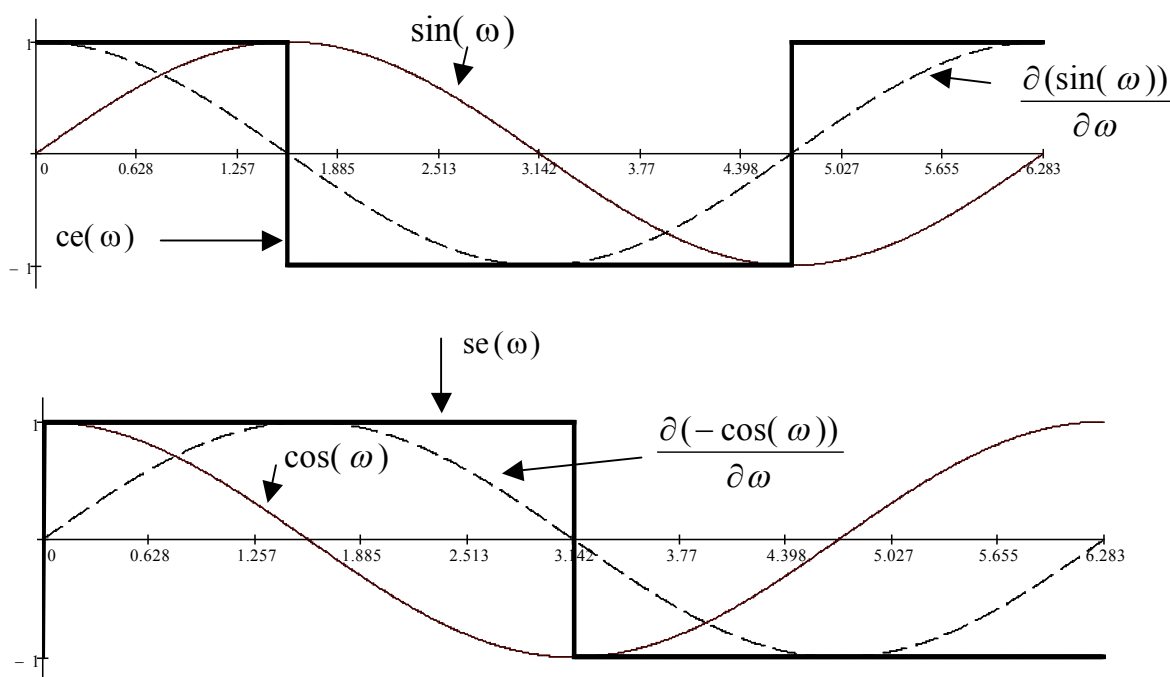 sin( ω)
1
∂(sin( ω))
∂ω
0 0.628 1.257 1.885 2.513 3.142 3.77 4.398 5.027 5.655 6.283
ce( ω)
− 1
se(ω)
1
∂(− cos( ω))
∂ω
cos( ω)
0 0.628 1.257 1.885 2.513 3.142 3.77 4.398 5.027 5.655 6.283
− 1